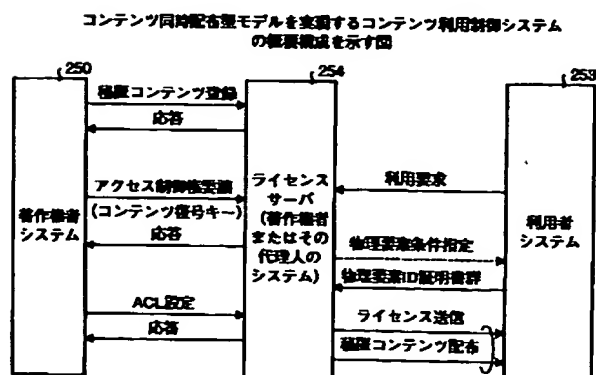 コンテンツ同時配布型モデルを実現するコンテンツ利用制御システム
の概要構成を示す図
250
254
253
秘匿コンテンツ登録
応答
アクセス制御権要請
(コンテンツ復号キー)
応答
ACL設定
応答
著作権者
システム
ライセンス
サーバ
(著作権者
またはその
代理人の
システム)
利用要求
物理要素条件指定
物理要素ID証明書群
ライセンス送信
秘匿コンテンツ配布
利用者
システム